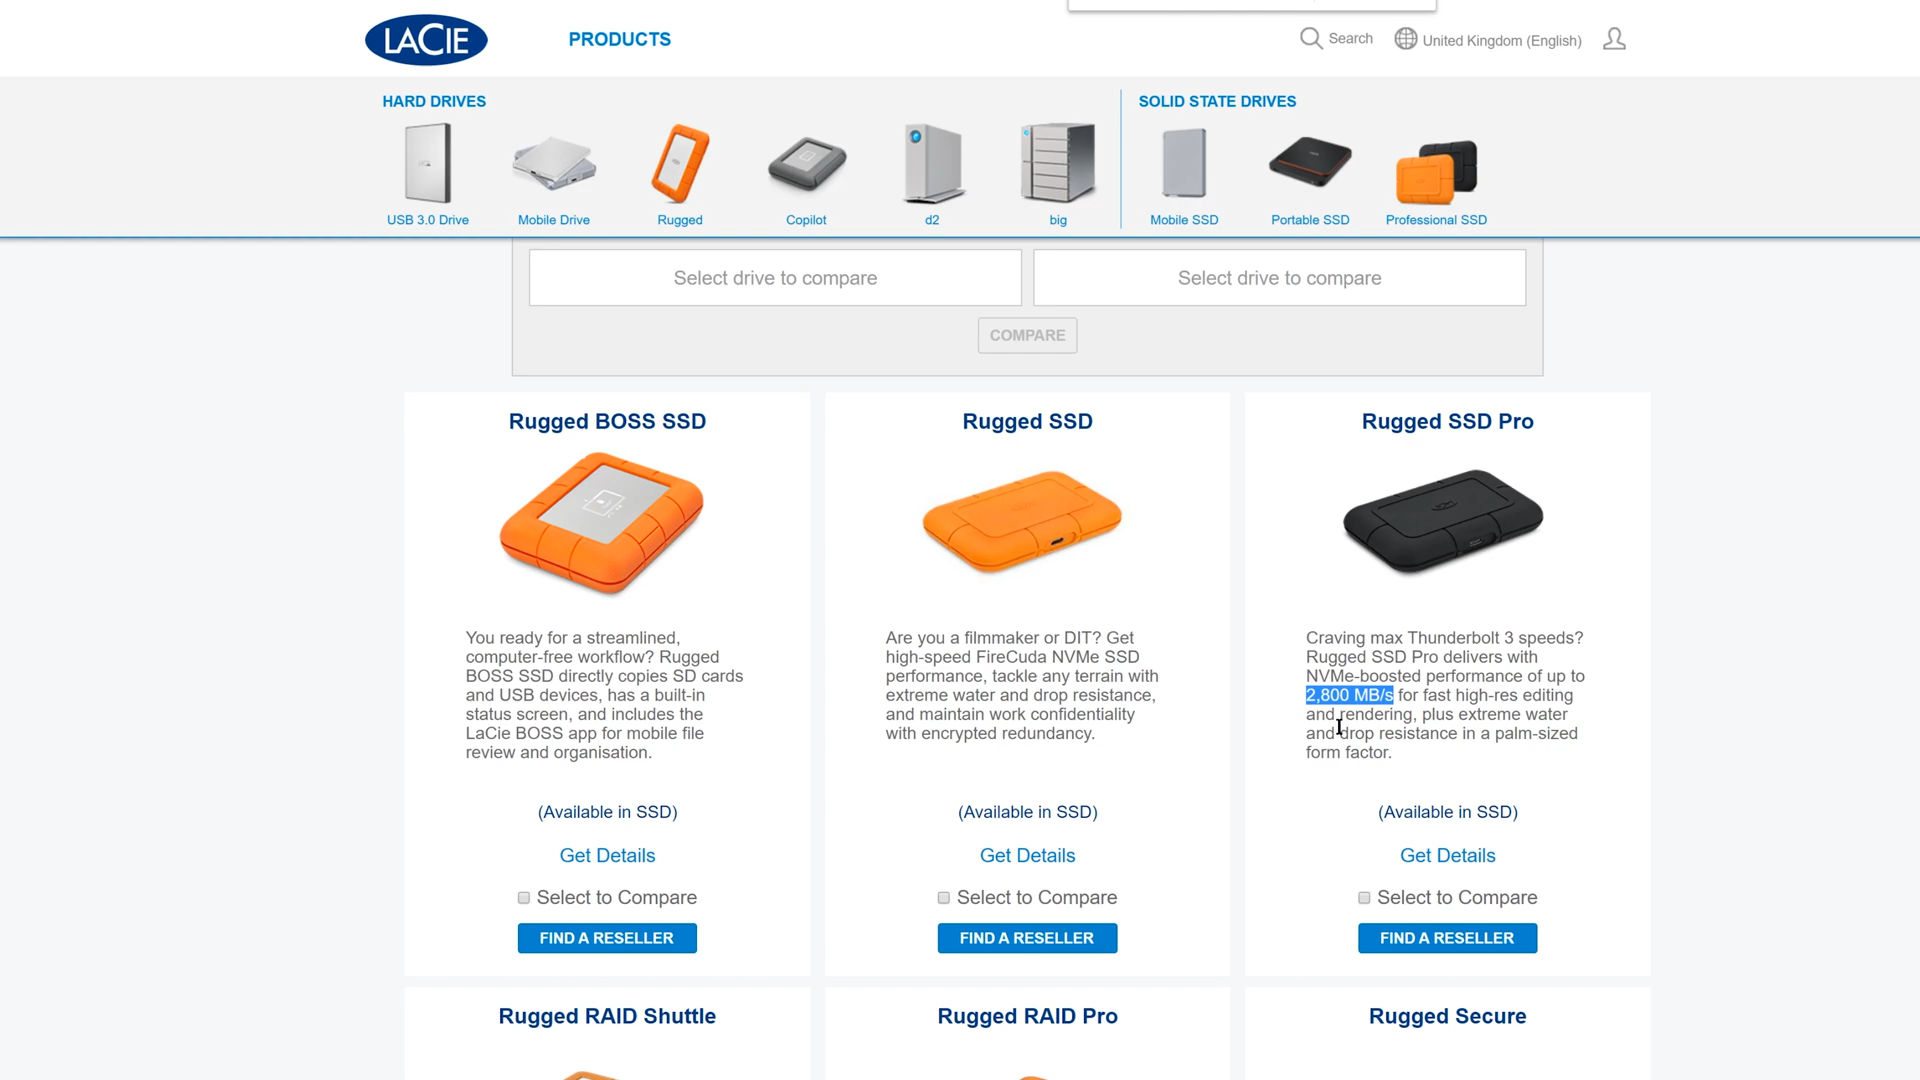 LACIE
PRODUCTS
Search
United Kingdom (English)
HARD DRIVES
SOLID STATE DRIVES
USB 3.0 Drive
Mobile Drive
Rugged
Copilot
d2
big
Mobile SSD
Portable SSD
Professional SSD
Select drive to compare
Select drive to compare
COMPARE
Rugged BOSS SSD
You ready for a streamlined,
computer-free workflow? Rugged
BOSS SSD directly copies SD cards
and USB devices, has a built-in
status screen, and includes the
LaCie BOSS app for mobile file
review and organisation.
(Available in SSD)
Get Details
Select to Compare
FIND A RESELLER
Rugged SSD
Are you a filmmaker or DIT? Get
high-speed FireCuda NVMe SSD
performance, tackle any terrain with
extreme water and drop resistance,
and maintain work confidentiality
with encrypted redundancy.
(Available in SSD)
Get Details
Select to Compare
FIND A RESELLER
Rugged SSD Pro
Craving max Thunderbolt 3 speeds?
Rugged SSD Pro delivers with
NVMe-boosted performance of up to
2,800 MB/s for fast high-res editing
and rendering, plus extreme water
and drop resistance in a palm-sized
form factor.
(Available in SSD)
Get Details
Select to Compare
FIND A RESELLER
Rugged RAID Shuttle
Rugged RAID Pro
Rugged Secure